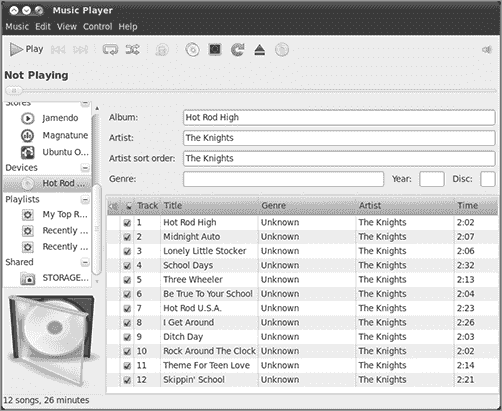 Music Player
Music Edit View Control Help
Play
Not Playing
Stores
Jamendo
Magnatune
Ubuntu O...
Devices
Hot Rod ...
Playlists
My Top R...
Recently ...
Recently ...
Shared
STORAGE...
Album: Hot Rod High
Artist: The Knights
Artist sort order: The Knights
Genre: Year: Disc:
Track Title Genre Artist Time
1 Hot Rod High Unknown The Knights 2:02
2 Midnight Auto Unknown The Knights 2:07
3 Lonely Little Stocker Unknown The Knights 2:06
4 School Days Unknown The Knights 2:32
5 Three Wheeler Unknown The Knights 2:13
6 Be True To Your School Unknown The Knights 2:04
7 Hot Rod U.S.A. Unknown The Knights 2:23
8 I Get Around Unknown The Knights 2:26
9 Ditch Day Unknown The Knights 2:03
10 Rock Around The Clock Unknown The Knights 2:02
11 Theme For Teen Love Unknown The Knights 2:14
12 Skippin' School Unknown The Knights 2:21
12 songs, 26 minutes